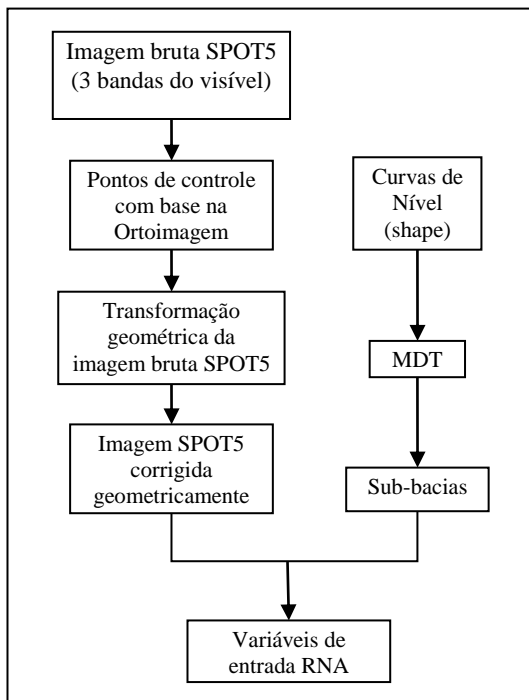 Imagem bruta SPOT5
(3 bandas do visível)
Pontos de controle
com base na
Ortoimagem
Transformação
geométrica da
imagem bruta SPOT5
Imagem SPOT5
corrigida
geometricamente
Curvas de
Nível
(shape)
MDT
Sub-bacias
Variáveis de
entrada RNA